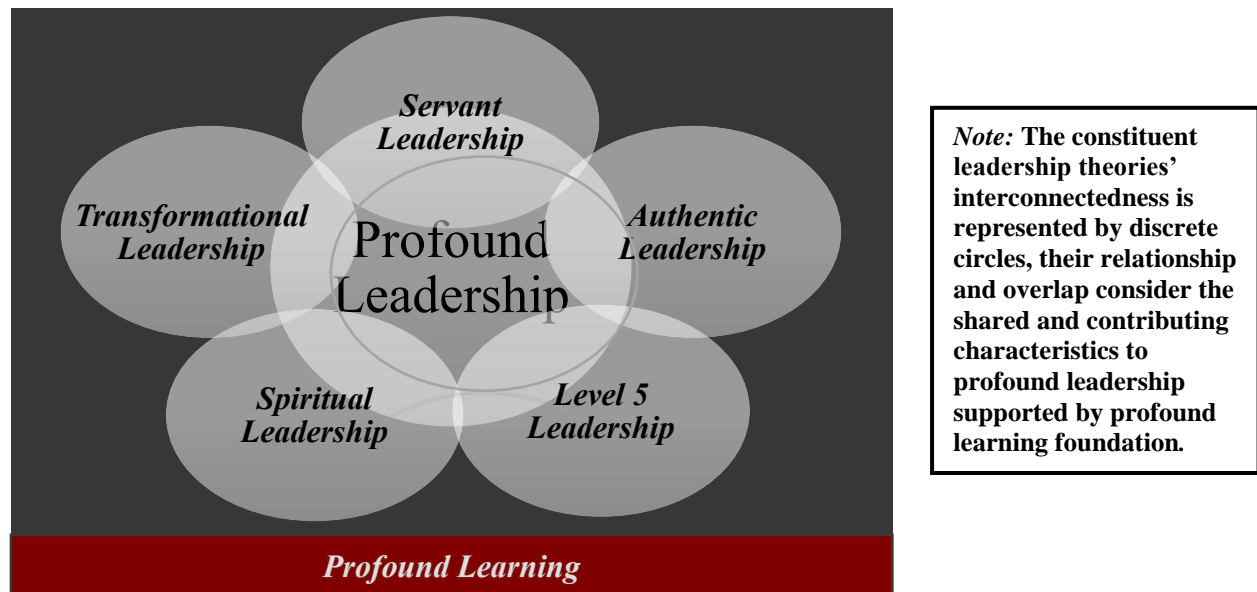 Servant
Leadership
Transformational
Leadership
Authentic
Leadership
Profound
Leadership
Spiritual
Leadership
Level 5
Leadership
Profound Learning
Note: The constituent
leadership theories’
interconnectedness is
represented by discrete
circles, their relationship
and overlap consider the
shared and contributing
characteristics to
profound leadership
supported by profound
learning foundation.